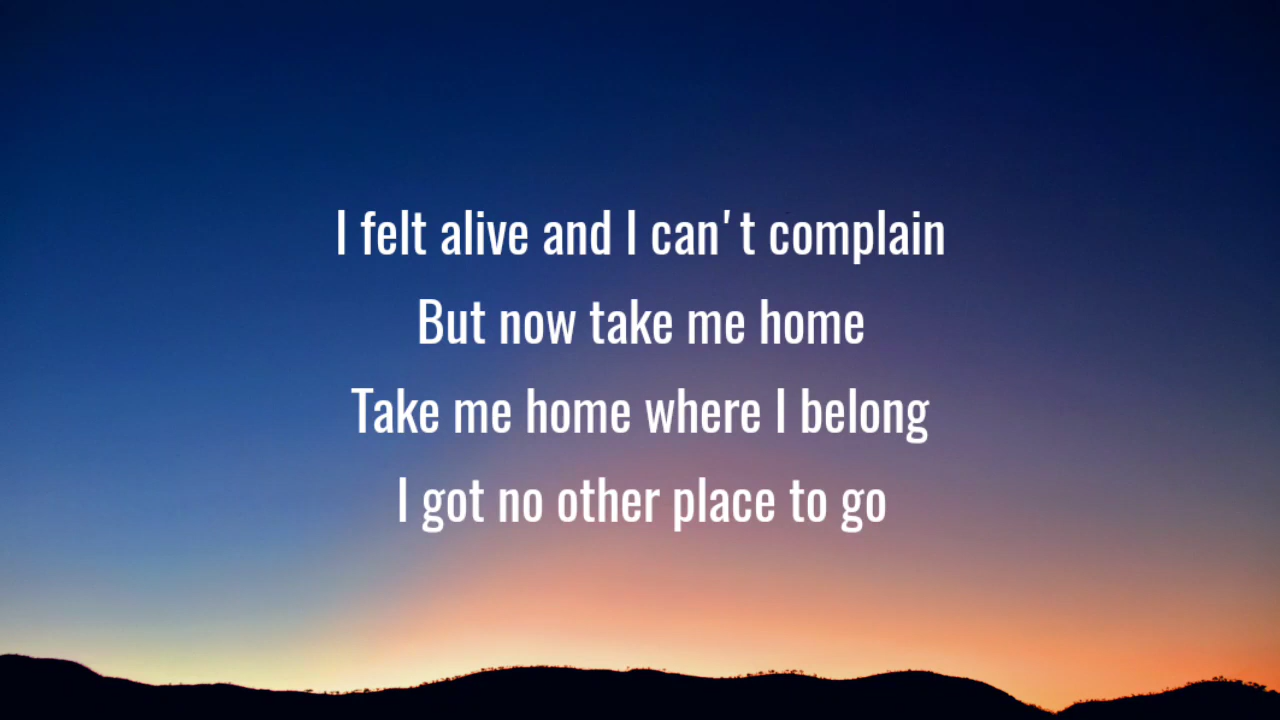 I felt alive and I can't complain
But now take me home
Take me home where I belong
I got no other place to go